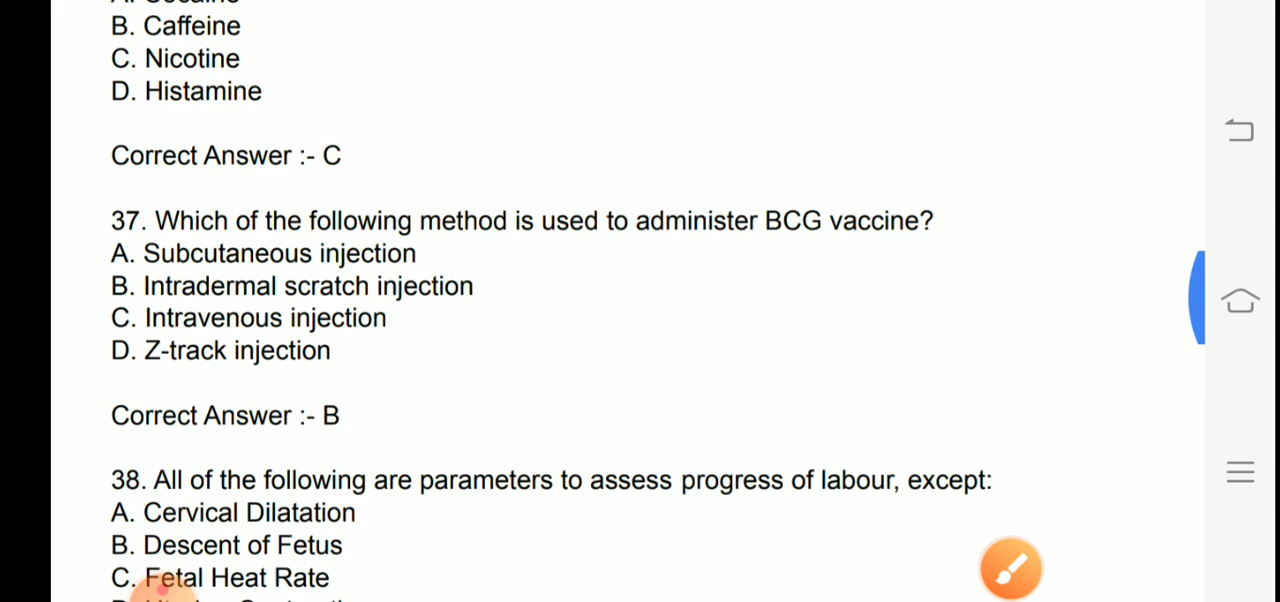 B. Caffeine
C. Nicotine
D. Histamine
Correct Answer :- C
37. Which of the following method is used to administer BCG vaccine?
A. Subcutaneous injection
B. Intradermal scratch injection
C. Intravenous injection
D. Z-track injection
Correct Answer :- B
38. All of the following are parameters to assess progress of labour, except:
A. Cervical Dilatation
B. Descent of Fetus
C. Fetal Heart Rate